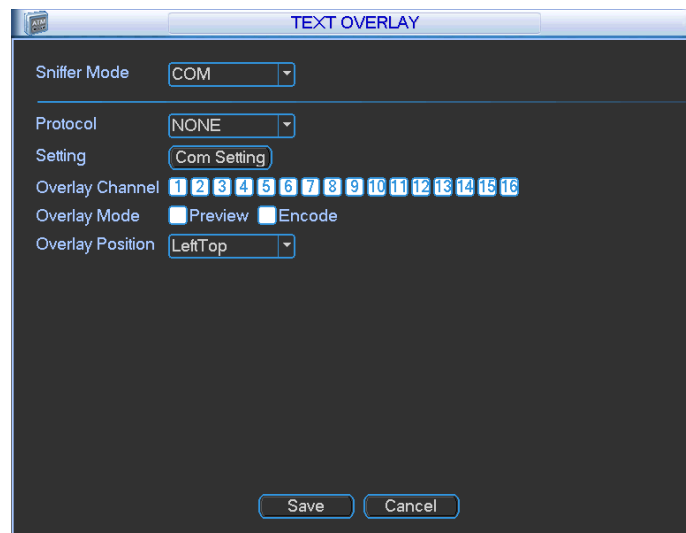 TEXT OVERLAY
Sniffer Mode COM
Protocol NONE
Setting Com Setting
Overlay Channel 1 2 3 4 5 6 7 8 9 10 11 12 13 14 15 16
Overlay Mode Preview Encode
Overlay Position LeftTop
Save Cancel